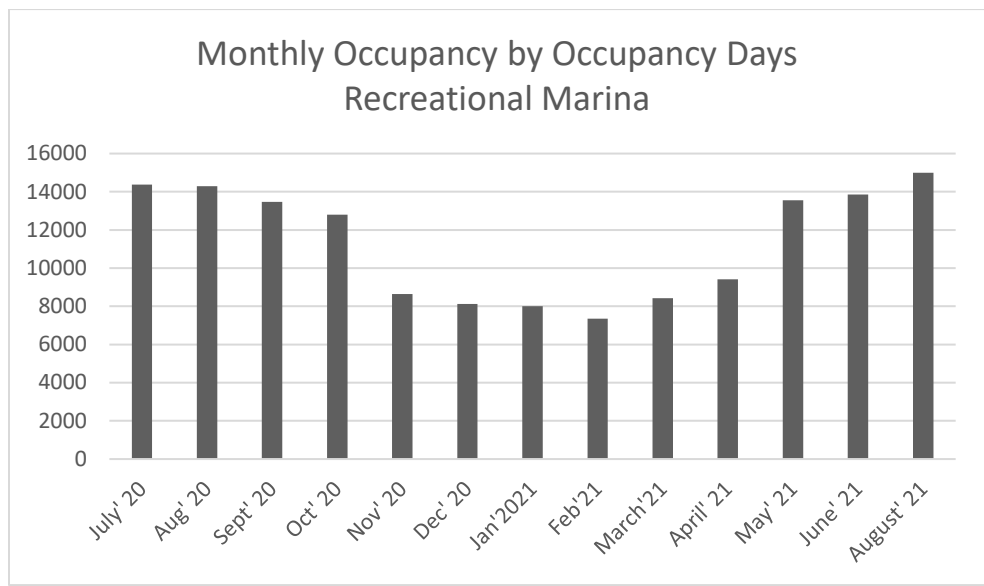 Monthly Occupancy by Occupancy Days
Recreational Marina
16000
14000
12000
10000
8000
6000
4000
2000
0
July' 20
Aug' 20
Sept' 20
Oct' 20
Nov' 20
Dec' 20
Jan'2021
Feb'21
March'21
April' 21
May' 21
June' 21
August' 21